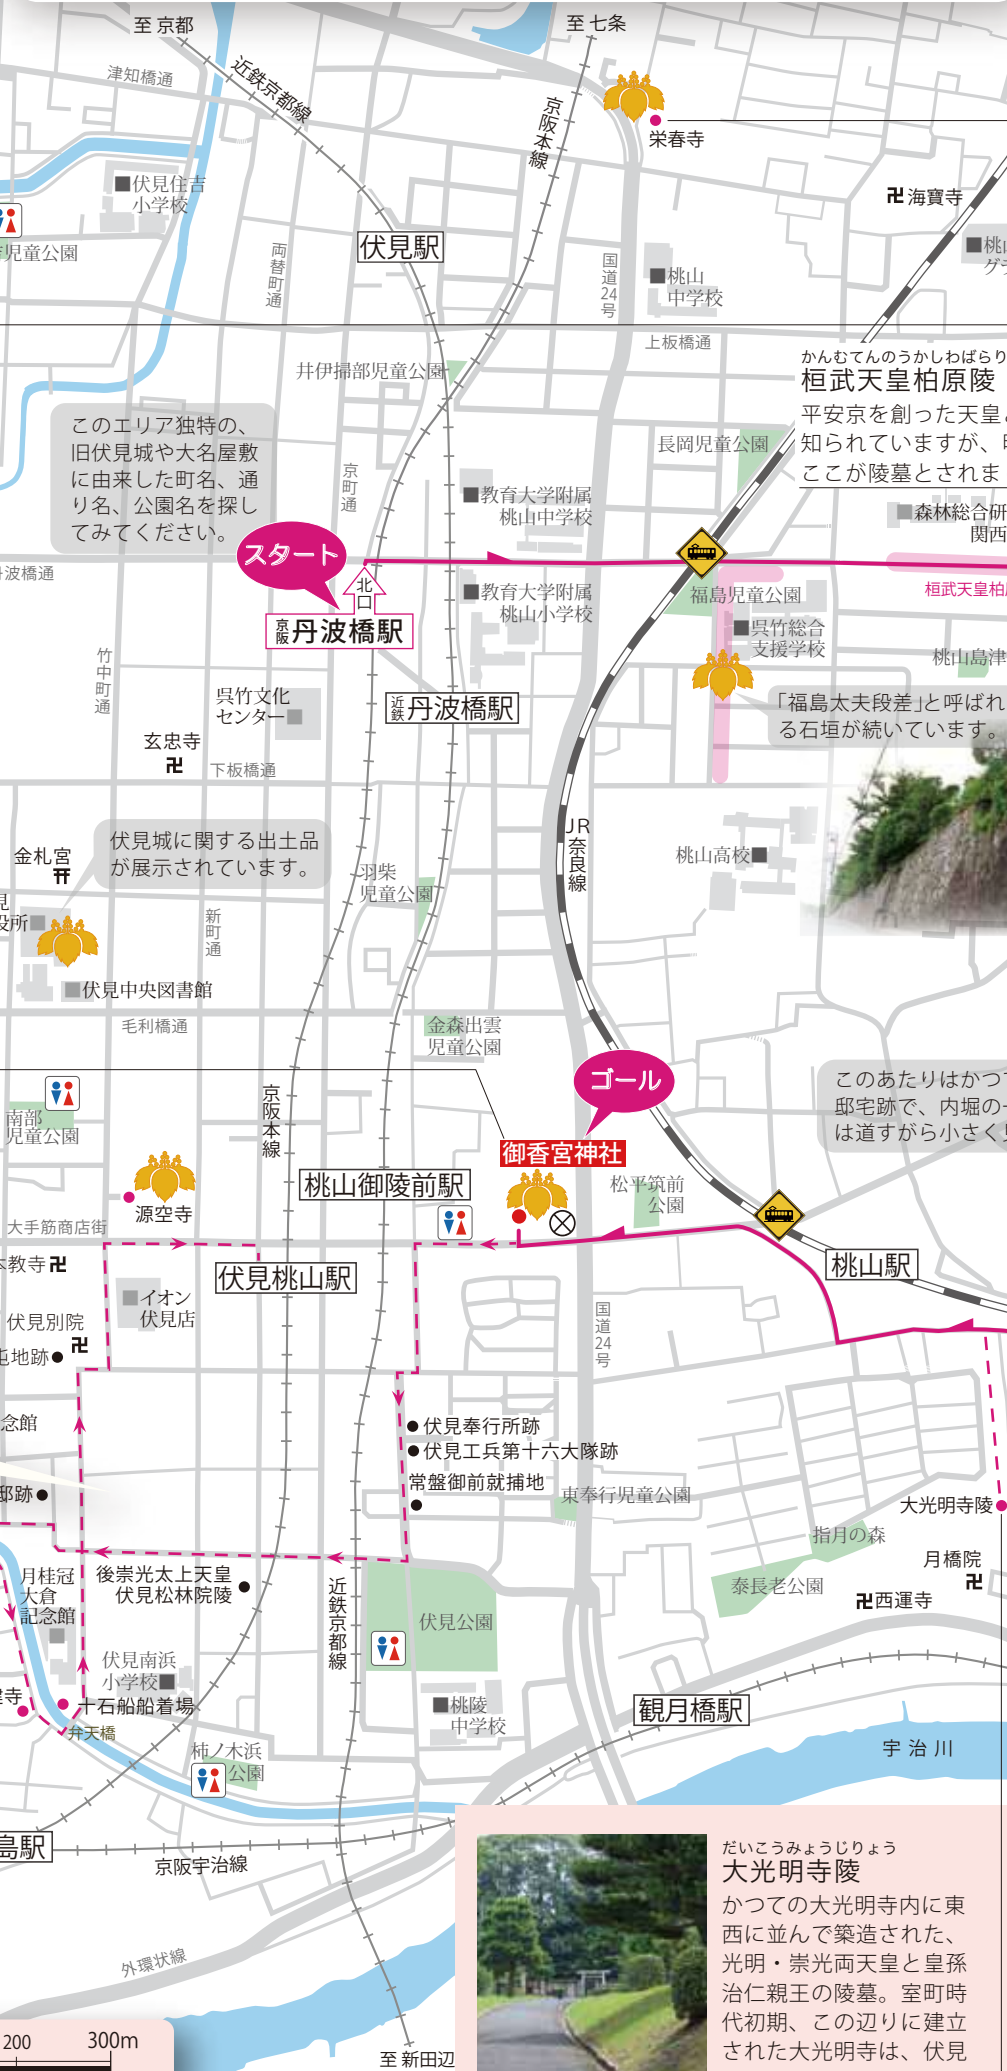 至 京都
至 七条
津知橋通
近鉄京都線
京阪本線
栄春寺
伏見住吉
小学校
海寶寺
児童公園
両替町通
伏見駅
国道24号
桃山
中学校
桃山
上板橋通
井伊掃部児童公園
かんむてんのうかしわばらり
桓武天皇柏原陵
平安京を創った天皇
知られていますが、
ここが陵墓とされま
このエリア独特の、
旧伏見城や大名屋敷
に由来した町名、通
り名、公園名を探し
てみてください。
長岡児童公園
京町通
教育大学附属
桃山中学校
森林総合研
関西
スタート
丹波橋通
北口
京阪 丹波橋駅
教育大学附属
桃山小学校
福島児童公園
桓武天皇柏
呉竹総合
支援学校
竹中町通
桃山島津
呉竹文化
センター
近鉄 丹波橋駅
「福島太夫段差」と呼ばれ
る石垣が続いています。
玄忠寺
下板橋通
伏見城に関する出土品
が展示されています。
金札宮
JR奈良線
桃山高校
羽柴
児童公園
見
役所
新町通
伏見中央図書館
毛利橋通
金森出雲
児童公園
ゴール
このあたりはかつて
邸宅跡で、内堀の一
は道すがら小さく
南部
児童公園
京阪本線
御香宮神社
桃山御陵前駅
松平筑前
公園
源空寺
大手筋商店街
本教寺
伏見桃山駅
桃山駅
イオン
伏見店
伏見別院
屯地跡
国道24号
念館
伏見奉行所跡
伏見工兵第十六大隊跡
常盤御前就捕地
邸跡
東奉行児童公園
大光明寺陵
指月の森
月桂冠
大倉
記念館
後崇光太上天皇
伏見松林院陵
近鉄京都線
月橋院
泰長老公園
西運寺
伏見公園
伏見南浜
小学校
寺
十石船船着場
弁天橋
桃陵
中学校
観月橋駅
柿ノ木浜
公園
宇治川
島駅
京阪宇治線
だいこうみょうじりょう
大光明寺陵
かつての大光明寺内に東
西に並んで築造された、
光明・崇光両天皇と皇孫
治仁親王の陵墓。室町時
代初期、この辺りに建立
された大光明寺は、伏見
外環状線
200
300m
至 新田辺